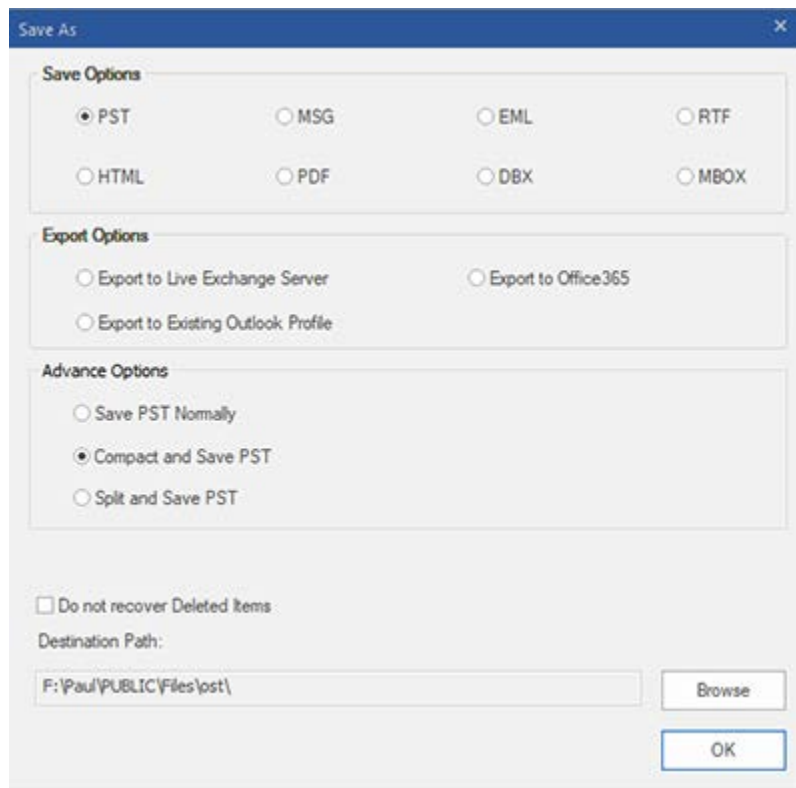 Save As
Save Options
PST MSG EML RTF
HTML PDF DBX MBOX
Export Options
Export to Live Exchange Server Export to Office365
Export to Existing Outlook Profile
Advance Options
Save PST Normally
Compact and Save PST
Split and Save PST
Do not recover Deleted Items
Destination Path:
F:\Paul\PUBLIC\Files\ost\ Browse
OK